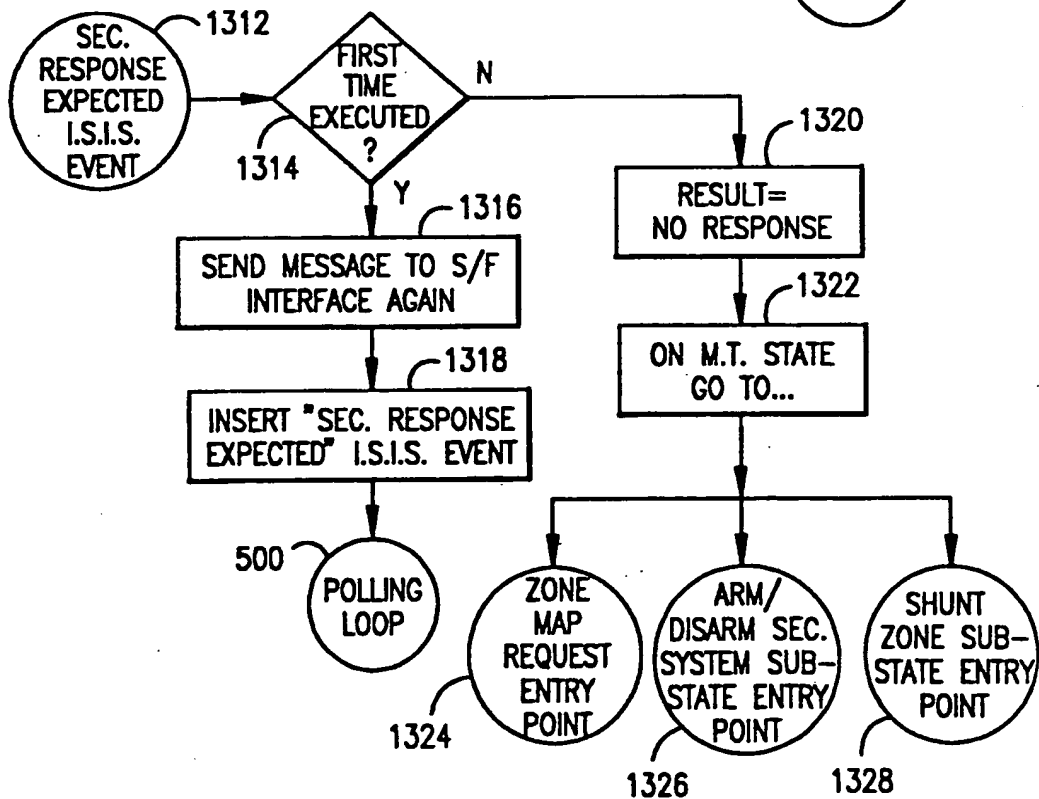 1312
SEC.
RESPONSE
EXPECTED
I.S.I.S.
EVENT
FIRST
TIME
EXECUTED
?
1314
N
Y
1316
SEND MESSAGE TO S/F
INTERFACE AGAIN
1318
INSERT "SEC. RESPONSE
EXPECTED" I.S.I.S. EVENT
500
POLLING
LOOP
1320
RESULT=
NO RESPONSE
1322
ON M.T. STATE
GO TO...
ZONE
MAP
REQUEST
ENTRY
POINT
1324
ARM/
DISARM SEC.
SYSTEM SUB-
STATE ENTRY
POINT
1326
SHUNT
ZONE SUB-
STATE ENTRY
POINT
1328